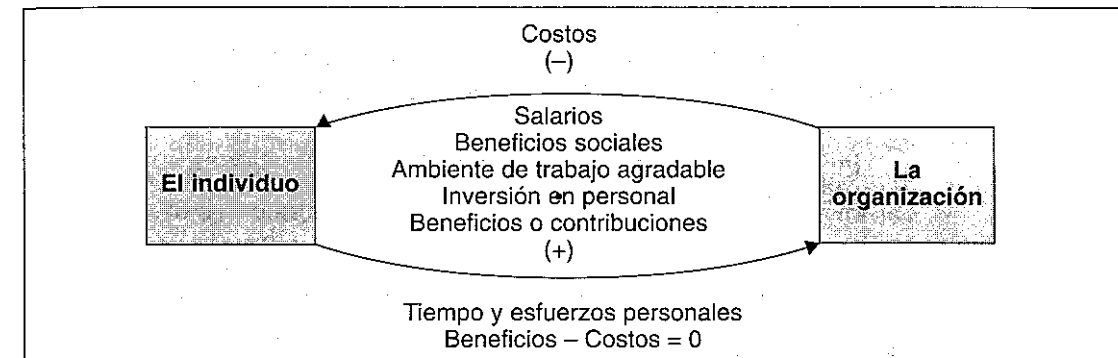 Costos
(–)
Salarios
Beneficios sociales
Ambiente de trabajo agradable
Inversión en personal
Beneficios o contribuciones
(+)
El individuo
La
organización
Tiempo y esfuerzos personales
Beneficios – Costos = 0